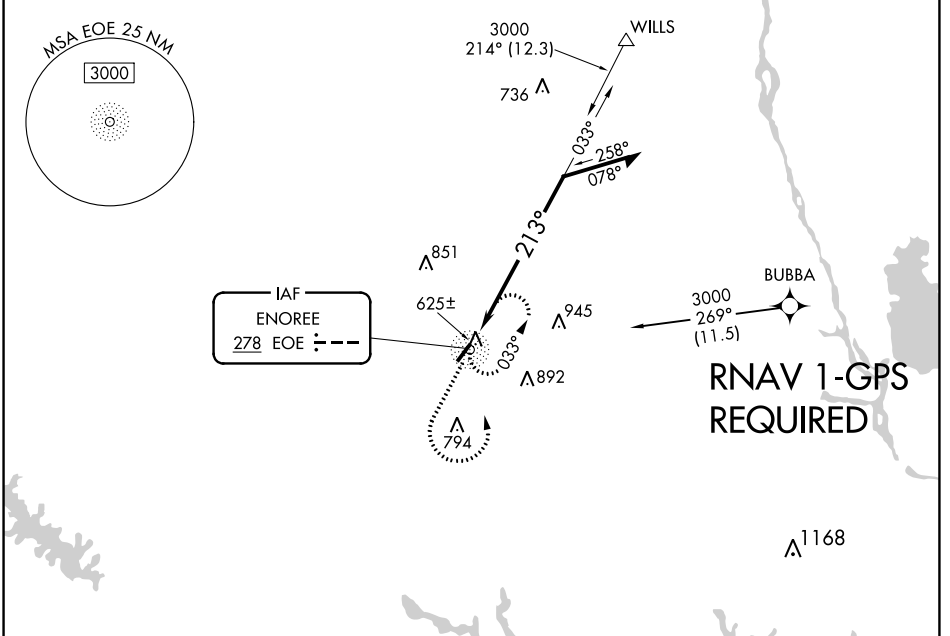 MSA EOE 25 NM
3000
3000
214° (12.3)
WILLS
736
033°
258°
078°
213°
851
625±
945
033°
892
794
IAF
ENOREE
278 EOE
BUBBA
3000
269°
(11.5)
RNAV 1-GPS
REQUIRED
1168